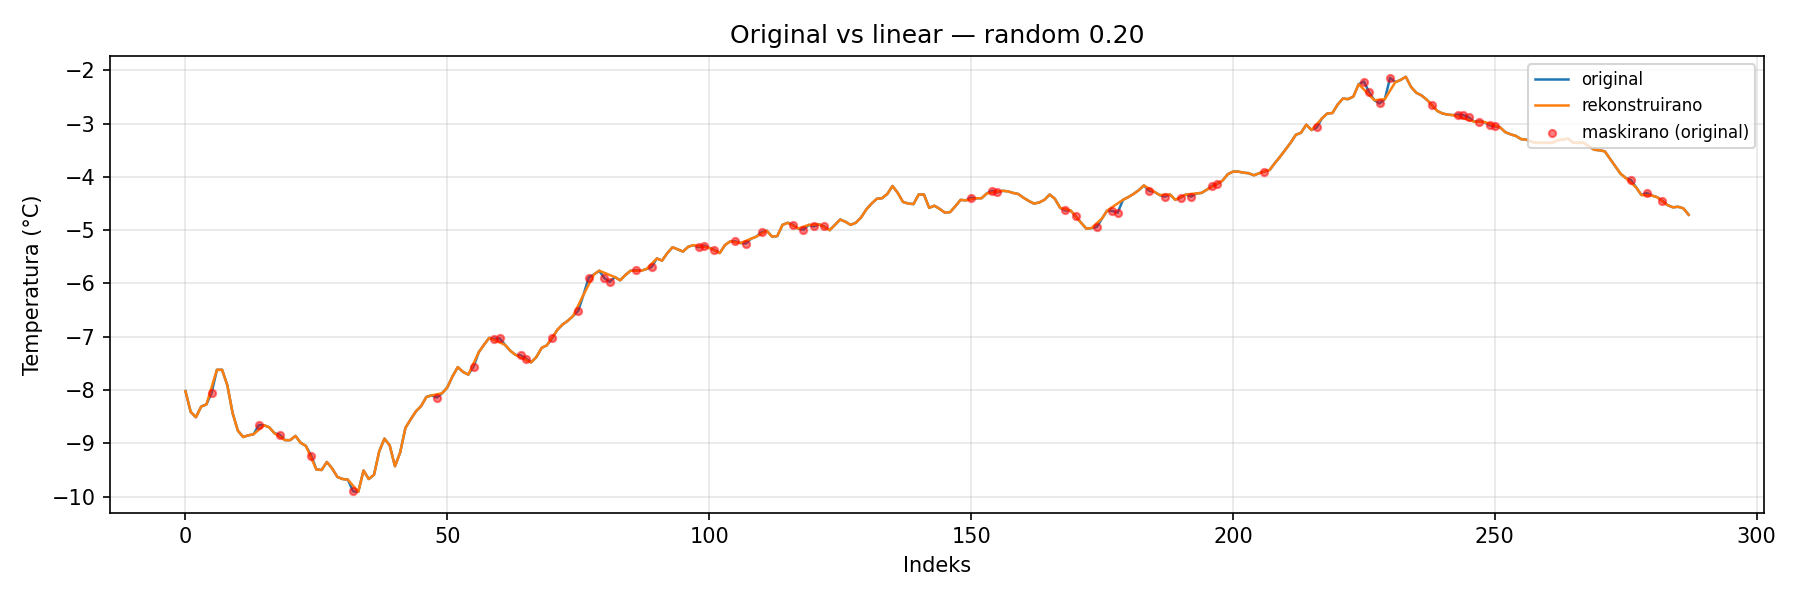 Original vs linear — random 0.20
Temperatura (°C)
−2
−3
−4
−5
−6
−7
−8
−9
−10
original
rekonstruirano
maskirano (original)
0
50
100
150
200
250
300
Indeks